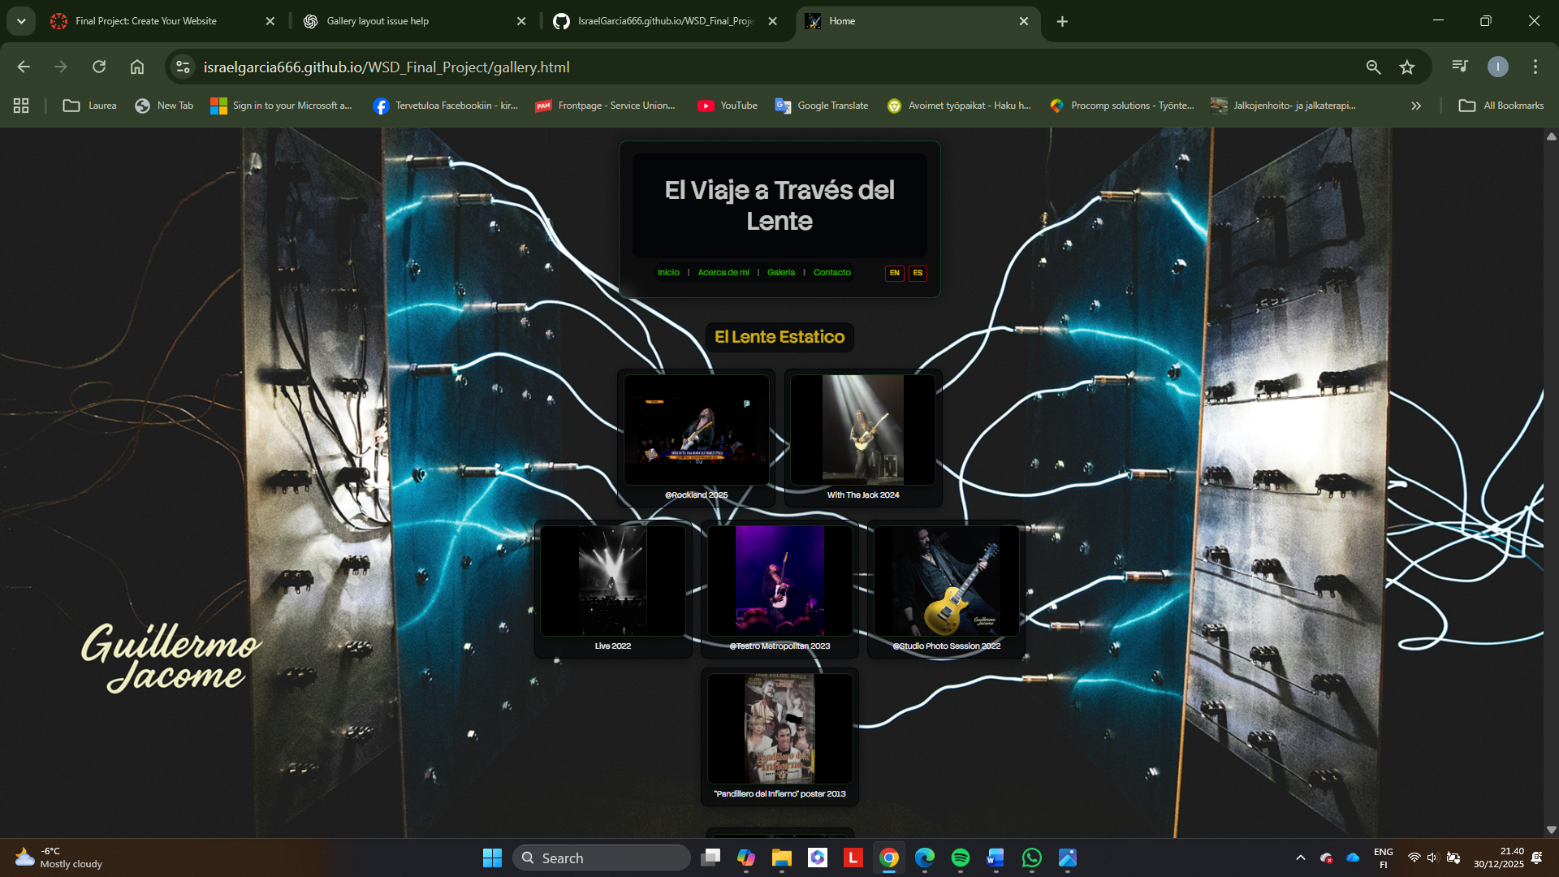 Final Project: Create Your Website
Gallery layout issue help
IsraelGarcia666.github.io/WSD_Final_Proje
Home
israelgarcia666.github.io/WSD_Final_Project/gallery.html
I
Laurea
New Tab
Sign in to your Microsoft a...
Tervetuloa Facebookiin - kir...
Frontpage - Service Union...
YouTube
Google Translate
Avoimet työpaikat - Haku h...
Procomp solutions - Työnte...
Jalkojenhoito- ja jalkaterapi...
All Bookmarks
El Viaje a Través del
Lente
Inicio | Acerca de mí | Galería | Contacto
EN ES
El Lente Estatico
@Rockland 2025
With The Jack 2024
Live 2022
@Teatro Metropolitan 2023
@Studio Photo Session 2022
Guillermo
Jacome
"Pandillero del Infierno" poster 2013
-6°C
Mostly cloudy
Search
L
ENG
FI
21.40
30/12/2025